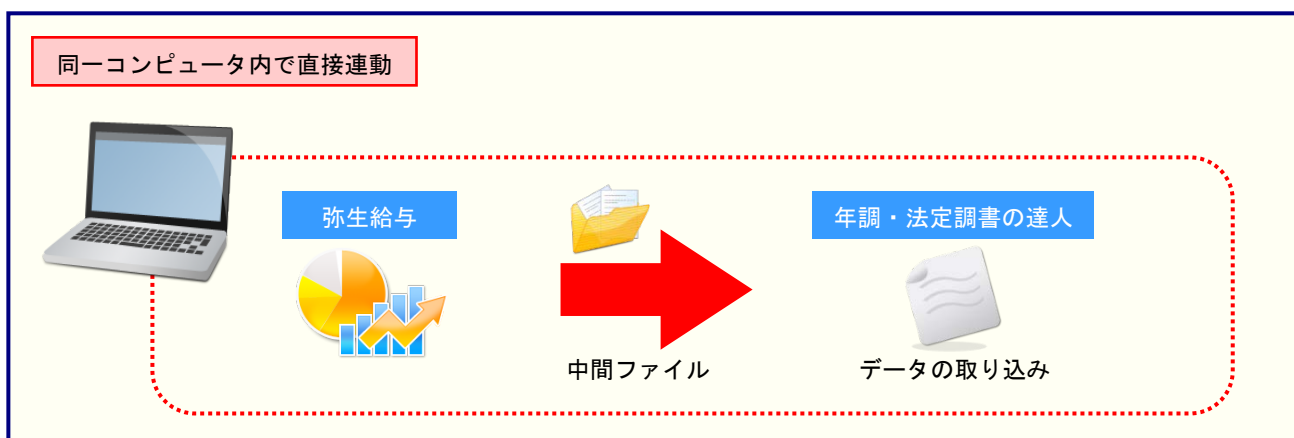 同一コンピュータ内で直接連動
弥生給与
年調・法定調書の達人
中間ファイル
データの取り込み